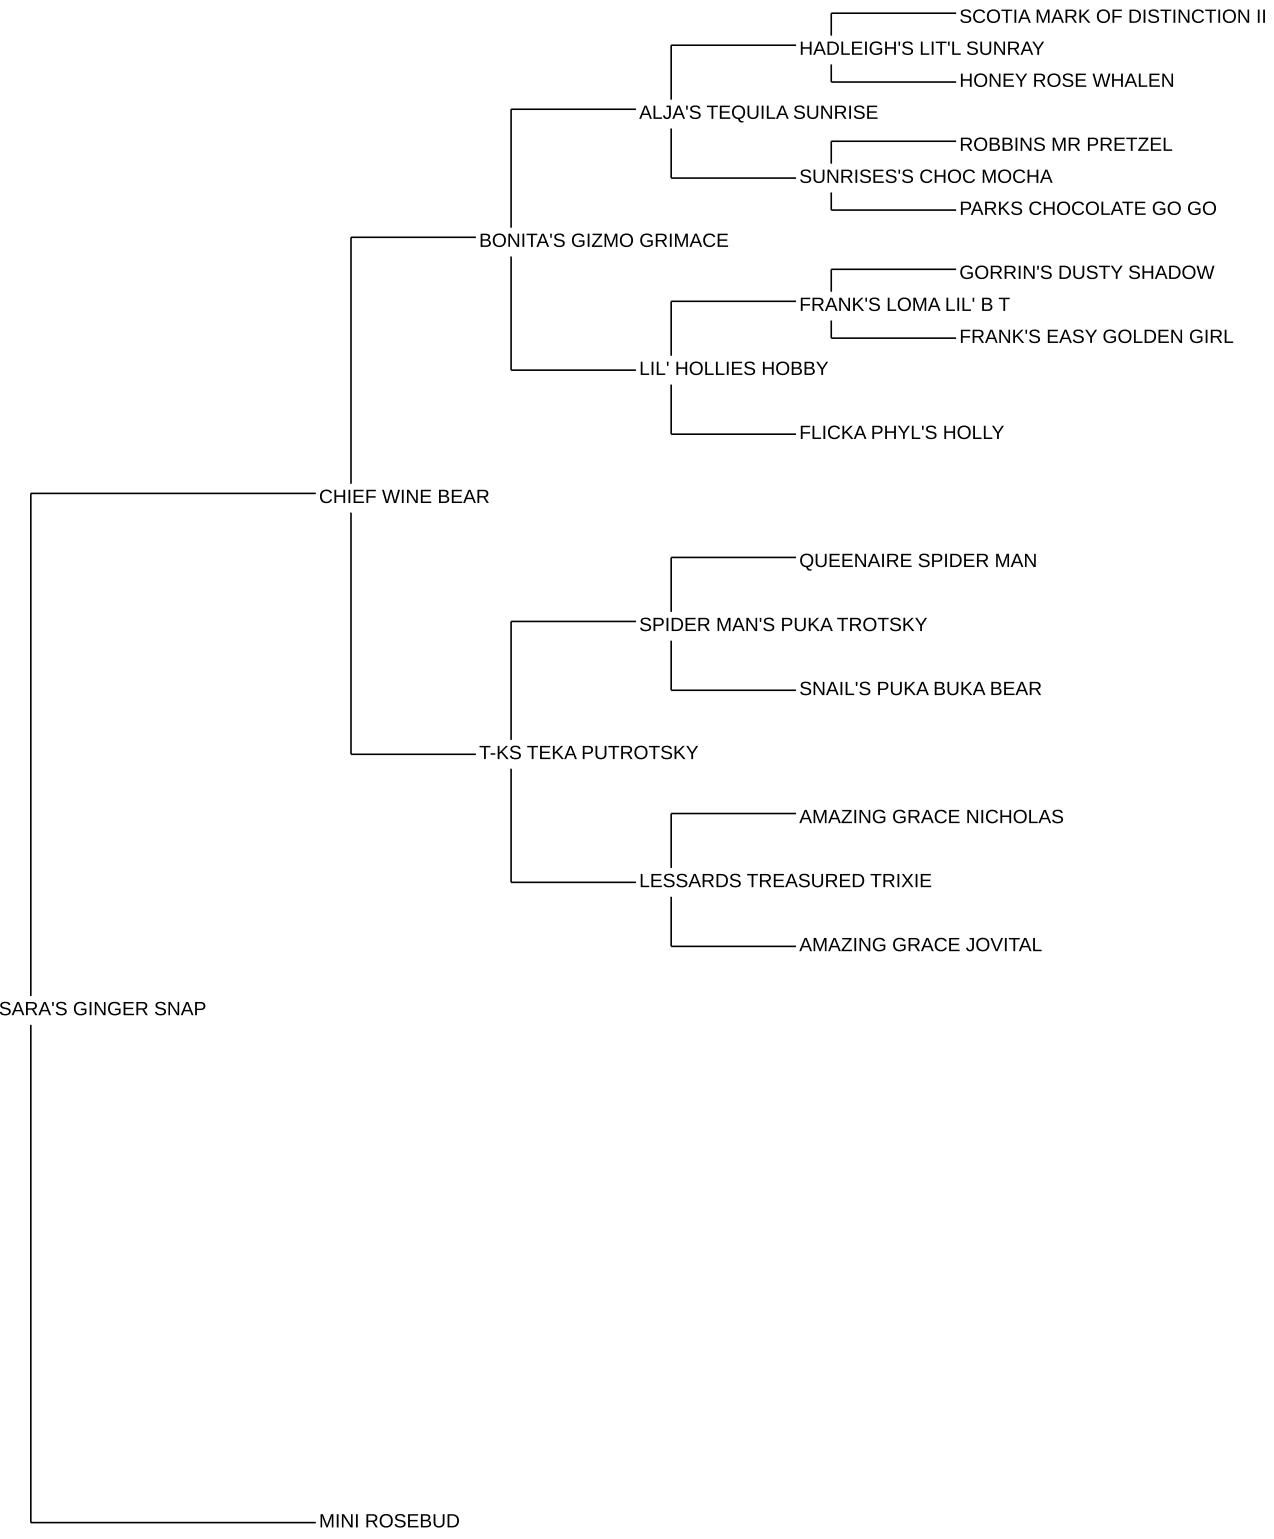 SCOTIA MARK OF DISTINCTION II
HADLEIGH'S LIT'L SUNRAY
HONEY ROSE WHALEN
ALJA'S TEQUILA SUNRISE
ROBBINS MR PRETZEL
SUNRISES'S CHOC MOCHA
PARKS CHOCOLATE GO GO
BONITA'S GIZMO GRIMACE
GORRIN'S DUSTY SHADOW
FRANK'S LOMA LIL' B T
FRANK'S EASY GOLDEN GIRL
LIL' HOLLIES HOBBY
FLICKA PHYL'S HOLLY
CHIEF WINE BEAR
QUEENAIRE SPIDER MAN
SPIDER MAN'S PUKA TROTSKY
SNAIL'S PUKA BUKA BEAR
T-KS TEKA PUTROTSKY
AMAZING GRACE NICHOLAS
LESSARDS TREASURED TRIXIE
AMAZING GRACE JOVITAL
SARA'S GINGER SNAP
MINI ROSEBUD